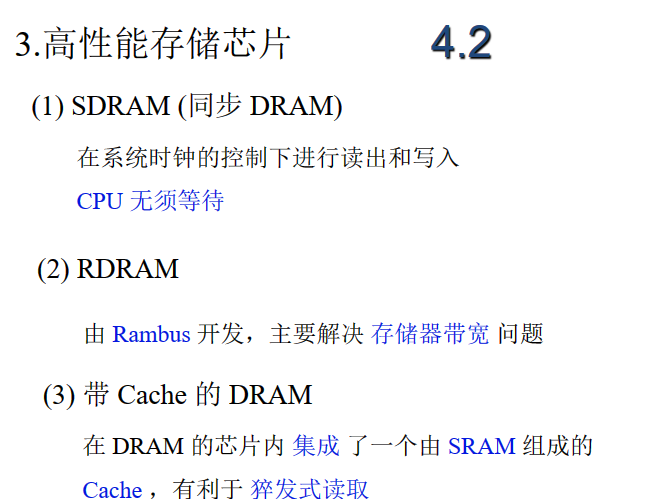 3.高性能存储芯片 4.2
(1) SDRAM (同步 DRAM)
在系统时钟的控制下进行读出和写入
CPU 无须等待
(2) RDRAM
由 Rambus 开发，主要解决 存储器带宽 问题
(3) 带 Cache 的 DRAM
在 DRAM 的芯片内 集成 了一个由 SRAM 组成的
Cache ，有利于 猝发式读取